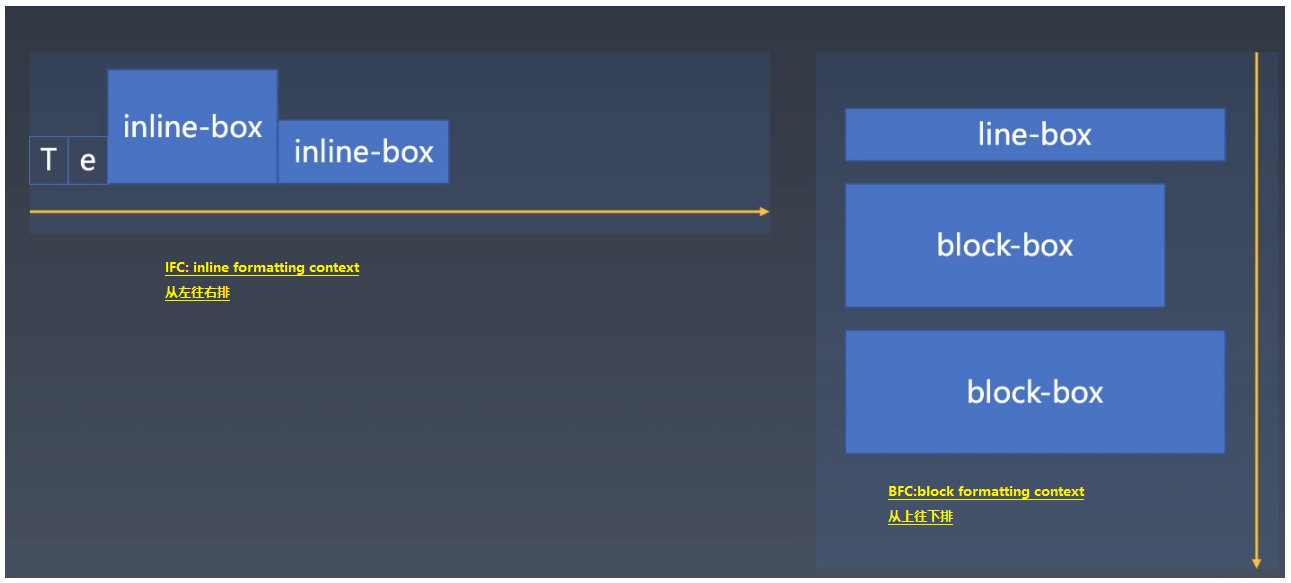 T e
inline-box
inline-box
IFC: inline formatting context
从左往右排
line-box
block-box
block-box
BFC:block formatting context
从上往下排